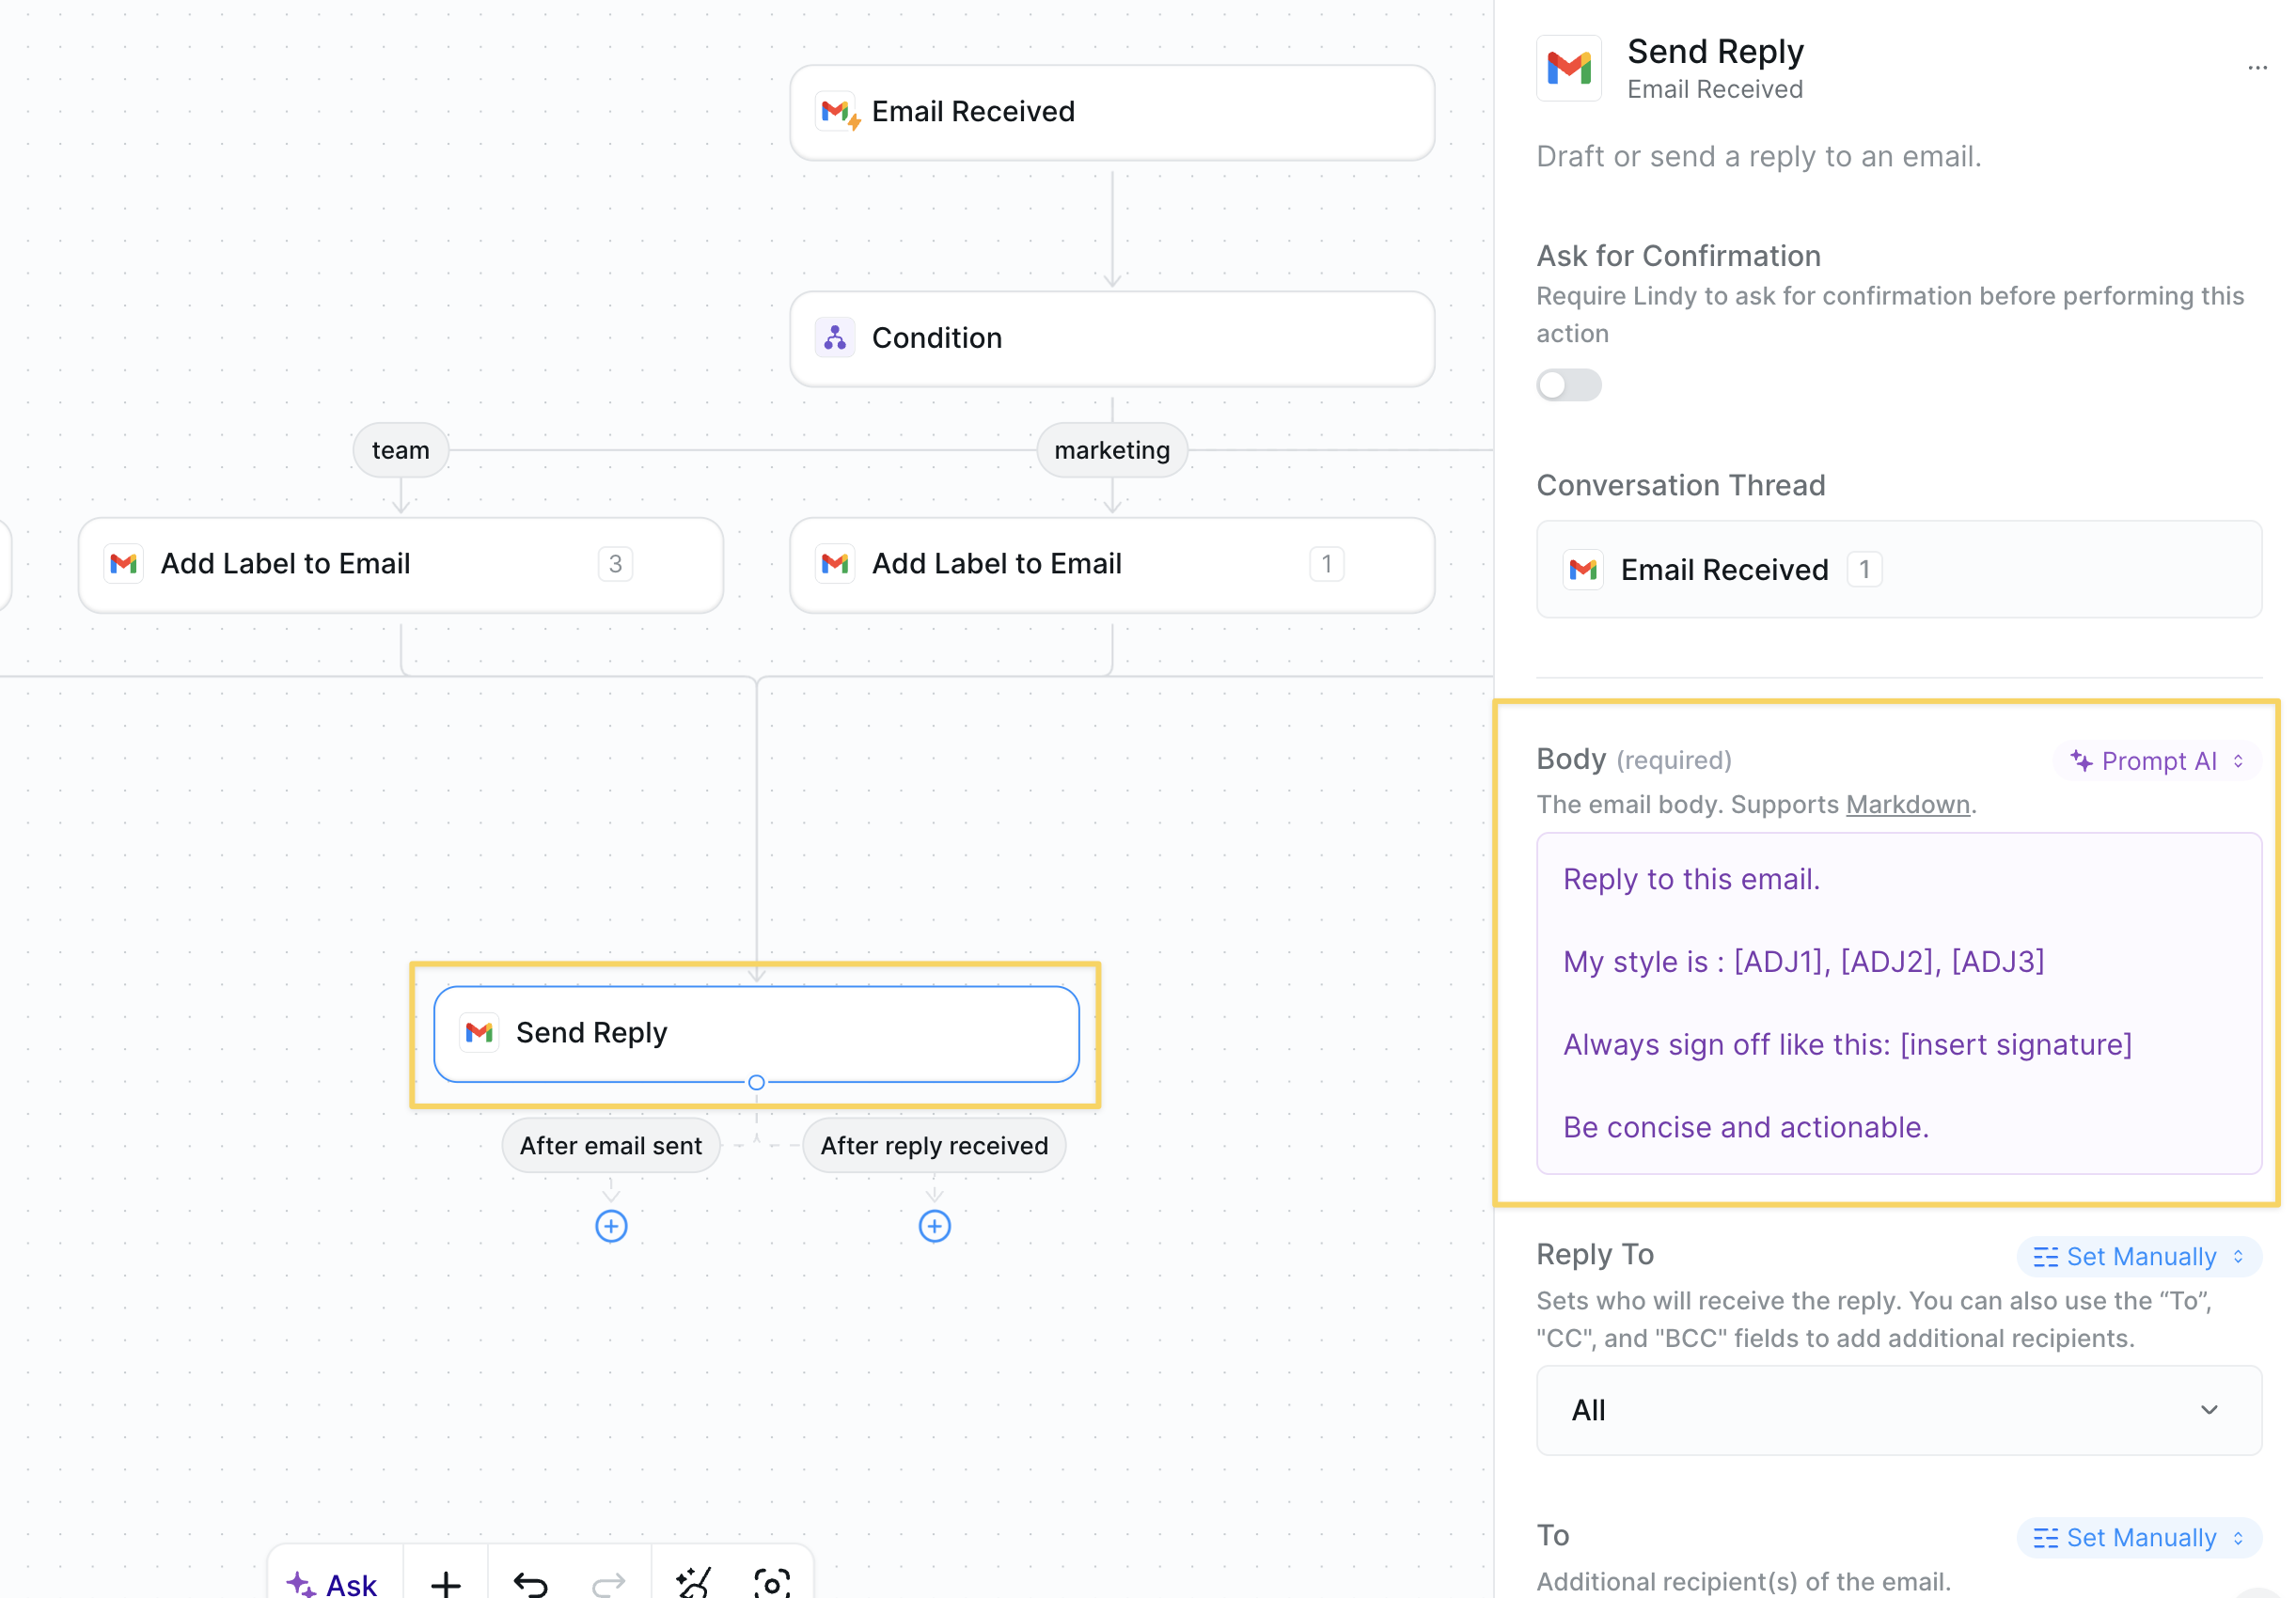 Email Received
Condition
team
marketing
Add Label to Email
3
Add Label to Email
1
Send Reply
After email sent
After reply received
Ask
Send Reply
Email Received
Draft or send a reply to an email.
Ask for Confirmation
Require Lindy to ask for confirmation before performing this
action
Conversation Thread
Email Received 1
Body (required)
Prompt AI
The email body. Supports Markdown.
Reply to this email.
My style is : [ADJ1], [ADJ2], [ADJ3]
Always sign off like this: [insert signature]
Be concise and actionable.
Reply To
Set Manually
Sets who will receive the reply. You can also use the “To”,
"CC", and "BCC" fields to add additional recipients.
All
To
Set Manually
Additional recipient(s) of the email.